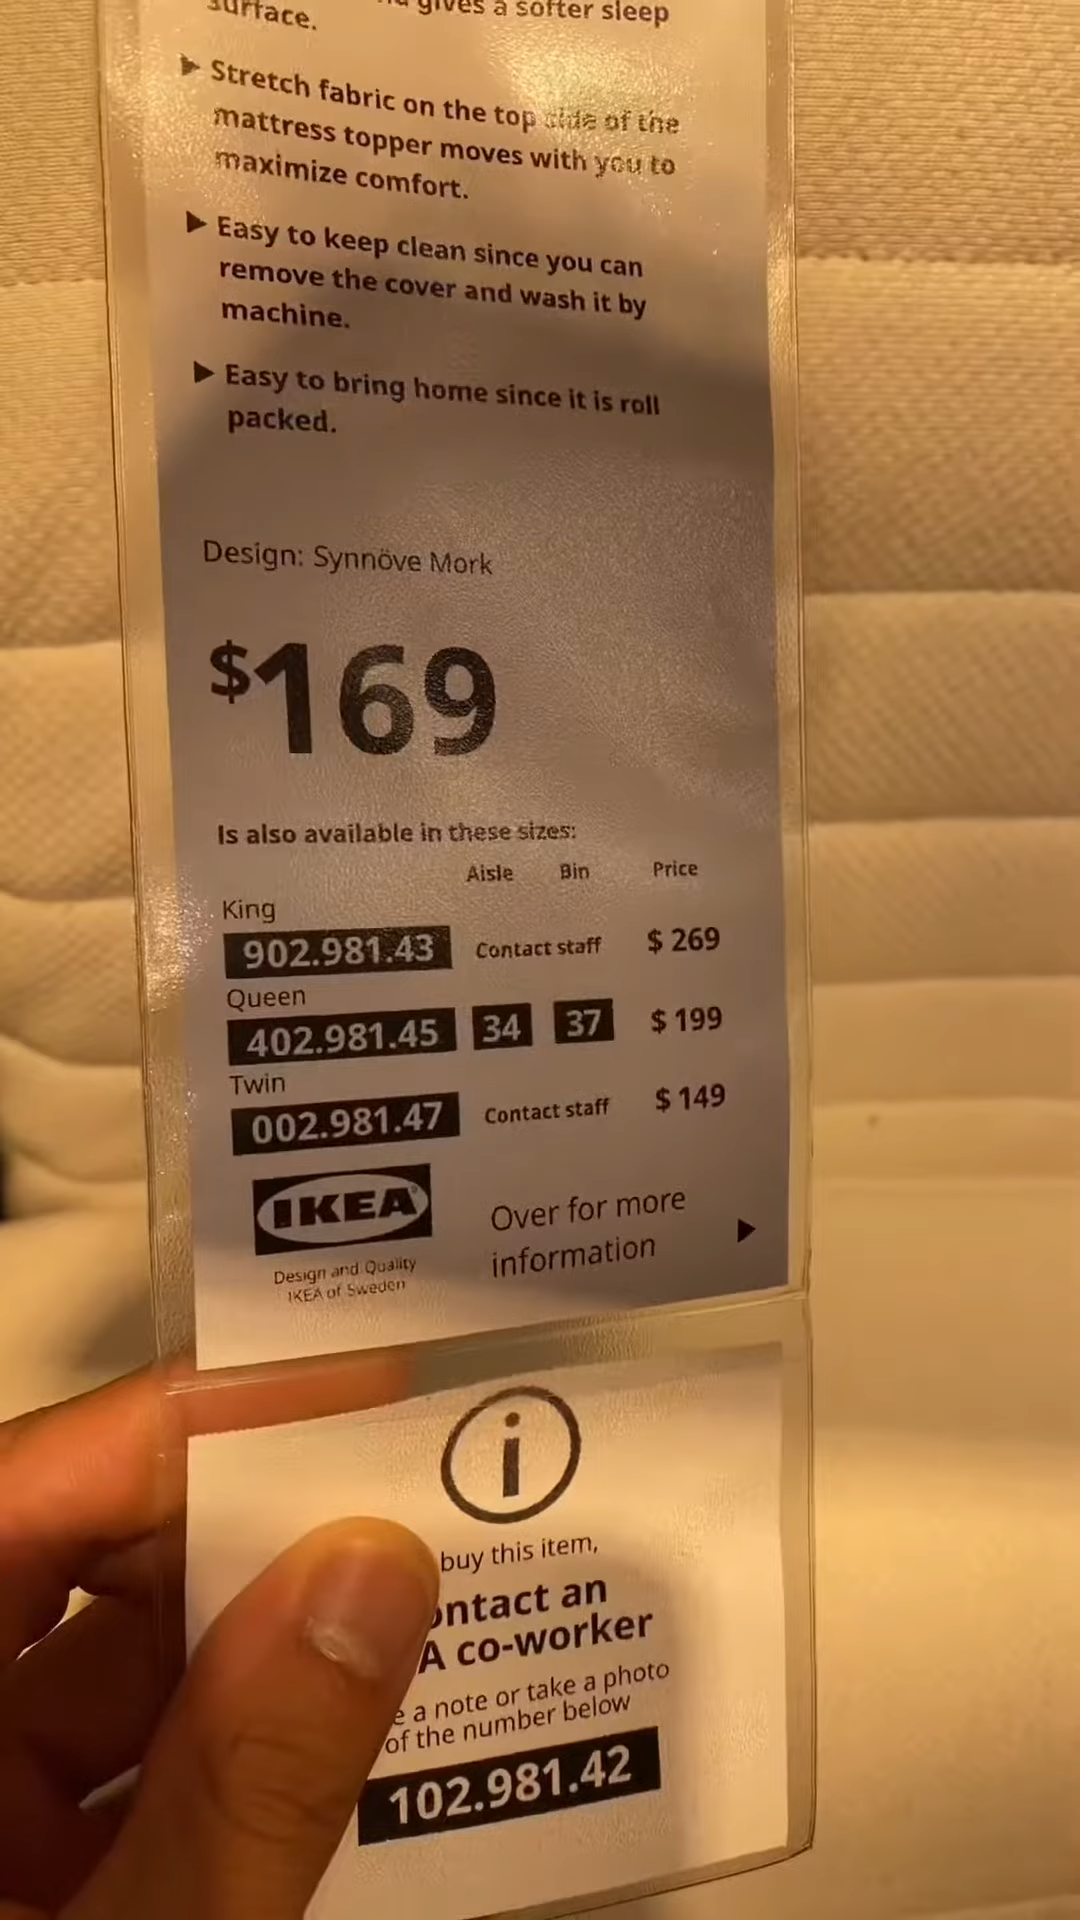 gives a softer sleep
surface.
▶ Stretch fabric on the top side of the
mattress topper moves with you to
maximize comfort.
▶ Easy to keep clean since you can
remove the cover and wash it by
machine.
▶ Easy to bring home since it is roll
packed.
Design: Synnöve Mork
$169
Is also available in these sizes:
Aisle Bin Price
King
902.981.43 Contact staff $ 269
Queen
402.981.45 34 37 $ 199
Twin
002.981.47 Contact staff $ 149
IKEA®
Design and Quality
IKEA of Sweden
Over for more
information ▶
i
buy this item,
ontact an
A co-worker
e a note or take a photo
of the number below
102.981.42